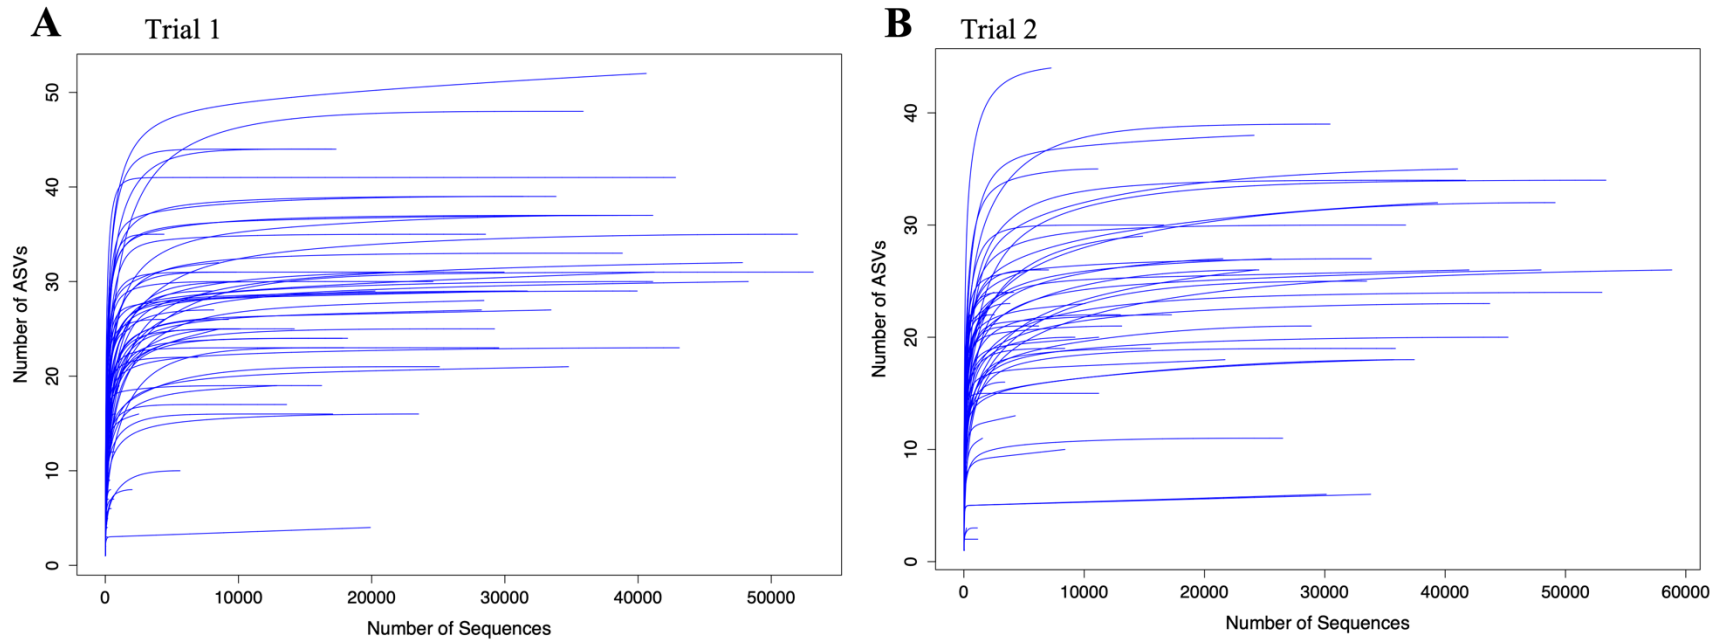 A Trial 1
50
40
30
20
10
0
Number of ASVs
0 10000 20000 30000 40000 50000
Number of Sequences
B Trial 2
40
30
20
10
0
Number of ASVs
0 10000 20000 30000 40000 50000 60000
Number of Sequences